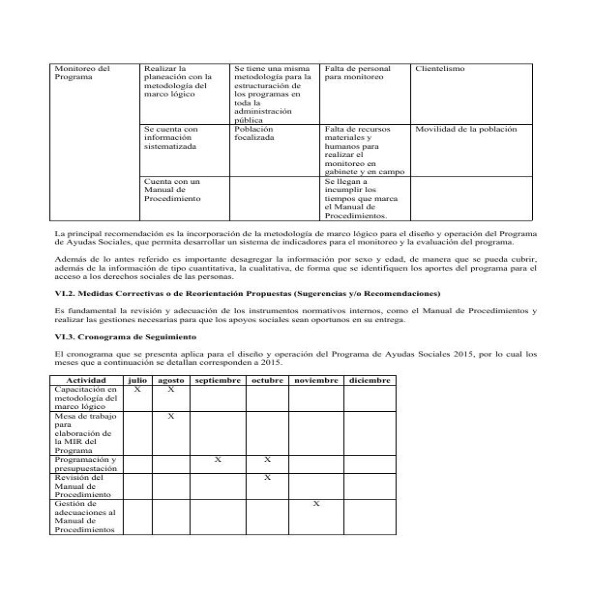 Monitoreo del Programa | Realizar la planeación con la metodología del marco lógico | Se tiene una misma metodología para la estructuración de los programas en toda la administración pública | Falta de personal para monitoreo | Clientelismo
Se cuenta con información sistematizada | Población focalizada | Falta de recursos materiales y humanos para realizar el monitoreo en gabinete y en campo | Movilidad de la población
Cuenta con un Manual de Procedimiento | Se llegan a incumplir los tiempos que marca el Manual de Procedimientos.
La principal recomendación es la incorporación de la metodología de marco lógico para el diseño y operación del Programa
de Ayudas Sociales, que permita desarrollar un sistema de indicadores para el monitoreo y la evaluación del programa.
Además de lo antes referido es importante desagregar la información por sexo y edad, de manera que se pueda cubrir,
además de la información de tipo cuantitativa, la cualitativa, de forma que se identifiquen los aportes del programa para el
acceso a los derechos sociales de las personas.
VI.2. Medidas Correctivas o de Reorientación Propuestas (Sugerencias y/o Recomendaciones)
Es fundamental la revisión y adecuación de los instrumentos normativos internos, como el Manual de Procedimientos y
realizar las gestiones necesarias para que los apoyos sociales sean oportunos en su entrega.
VI.3. Cronograma de Seguimiento
El cronograma que se presenta aplica para el diseño y operación del Programa de Ayudas Sociales 2015, por lo cual los
meses que a continuación se detallan corresponden a 2015.
Actividad | julio | agosto | septiembre | octubre | noviembre | diciembre
Capacitación en metodología del marco lógico | X | X
Mesa de trabajo para elaboración de la MIR del Programa | X
Programación y presupuestación | X | X
Revisión del Manual de Procedimiento | X
Gestión de adecuaciones al Manual de Procedimientos | X